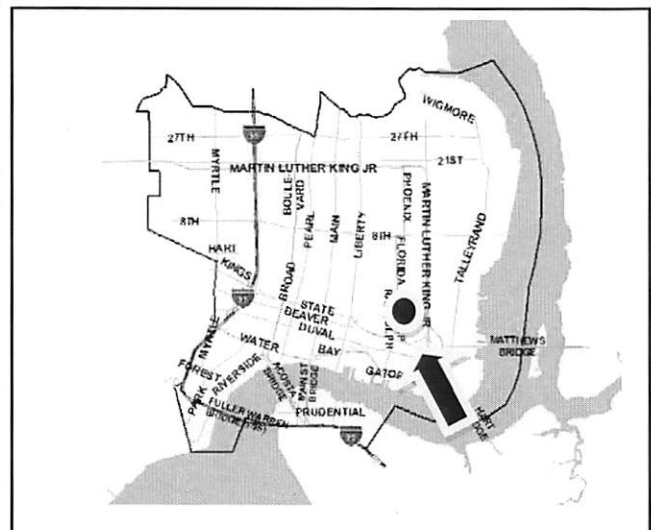 WIGMORE
27TH
27TH
MYRTLE
MARTIN LUTHER KING JR
21ST
BOULE-
VARD
PEARL
MAIN
LIBERTY
PHOENIX
MARTIN LUTHER KING JR
8TH
8TH
FLORIDA
TALLEYRAND
HART
KINGS
BROAD
STATE
BEAVER
DUVAL
MATTHEWS
BRIDGE
MYRTLE
WATER
BAY
GATOR
FOREST
RIVERSIDE
PARK
ACOSTA
BRIDGE
MAIN ST
BRIDGE
PRUDENTIAL
FULLER WARREN
HART